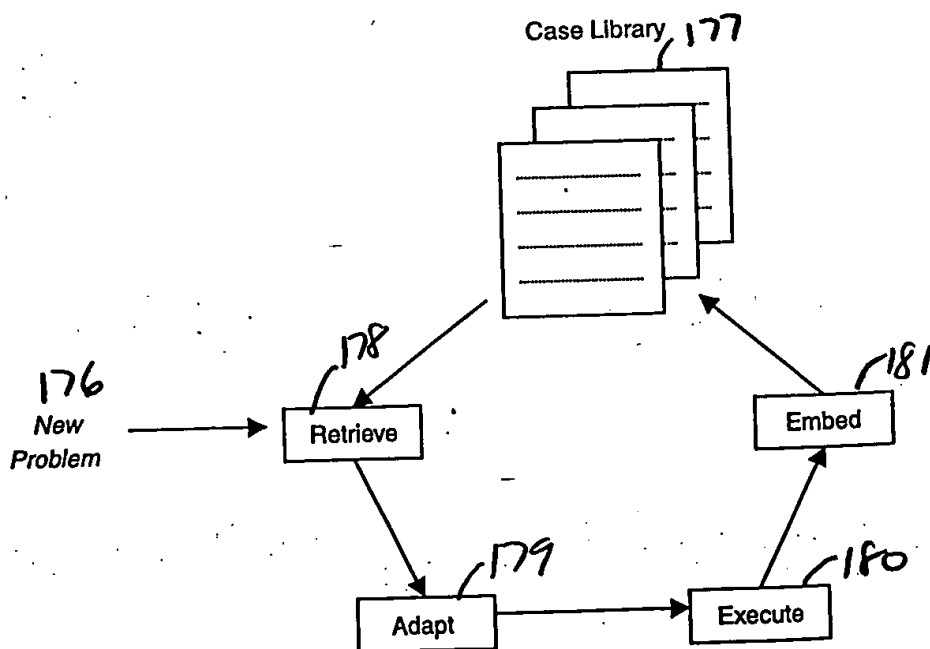 Case Library 177
178
176
New
Problem
Retrieve
181
Embed
179
Adapt
180
Execute